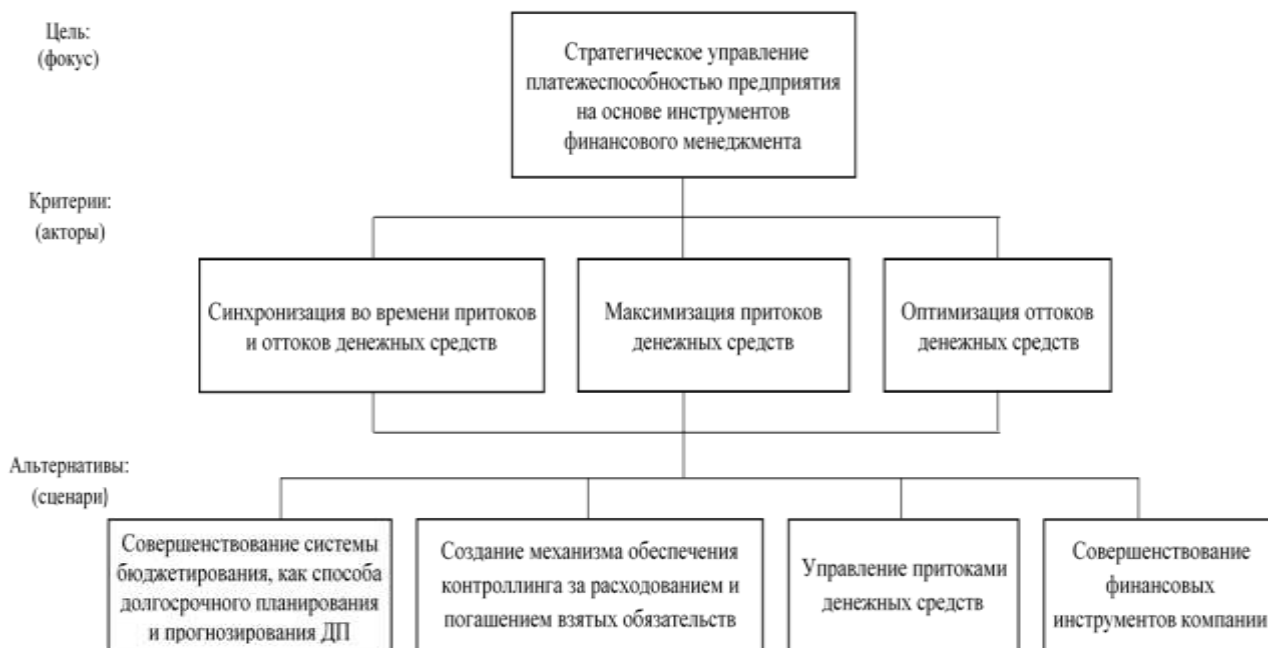 Цель:
(фокус)
Стратегическое управление
платежеспособностью предприятия
на основе инструментов
финансового менеджмента
Критерии:
(акторы)
Синхронизация во времени притоков
и оттоков денежных средств
Максимизация притоков
денежных средств
Оптимизация оттоков
денежных средств
Альтернативы:
(сценари)
Совершенствование системы
бюджетирования, как способа
долгосрочного планирования
и прогнозирования ДП
Создание механизма обеспечения
контроллинга за расходованием и
погашением взятых обязательств
Управление притоками
денежных средств
Совершенствование
финансовых
инструментов компании